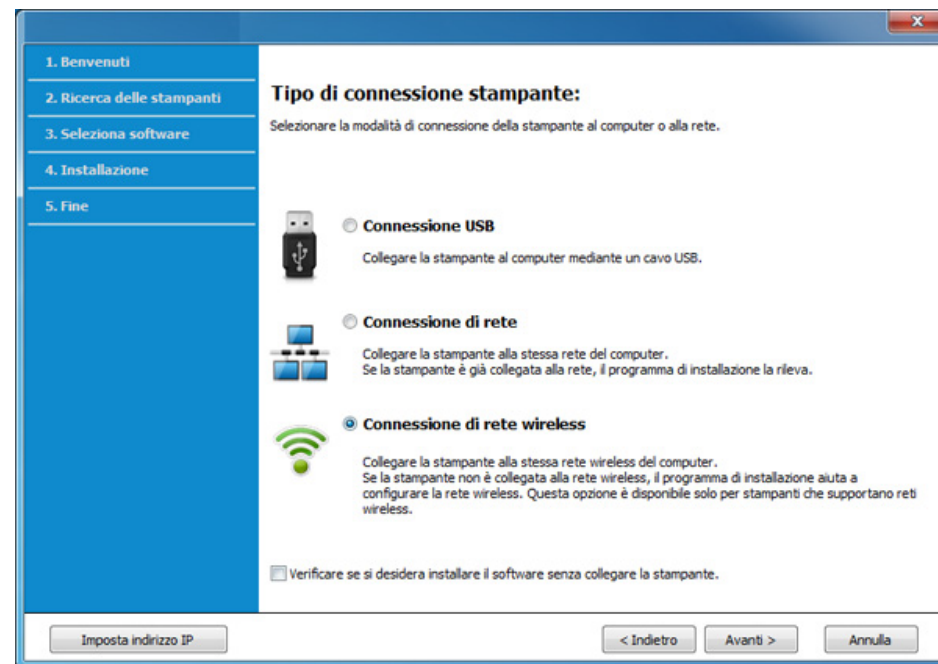 1. Benvenuti
2. Ricerca delle stampanti
3. Seleziona software
4. Installazione
5. Fine
Tipo di connessione stampante:
Selezionare la modalità di connessione della stampante al computer o alla rete.
Connessione USB
Collegare la stampante al computer mediante un cavo USB.
Connessione di rete
Collegare la stampante alla stessa rete del computer.
Se la stampante è già collegata alla rete, il programma di installazione la rileva.
Connessione di rete wireless
Collegare la stampante alla stessa rete wireless del computer.
Se la stampante non è collegata alla rete wireless, il programma di installazione aiuta a
configurare la rete wireless. Questa opzione è disponibile solo per stampanti che supportano reti
wireless.
Verificare se si desidera installare il software senza collegare la stampante.
Imposta indirizzo IP
< Indietro
Avanti >
Annulla